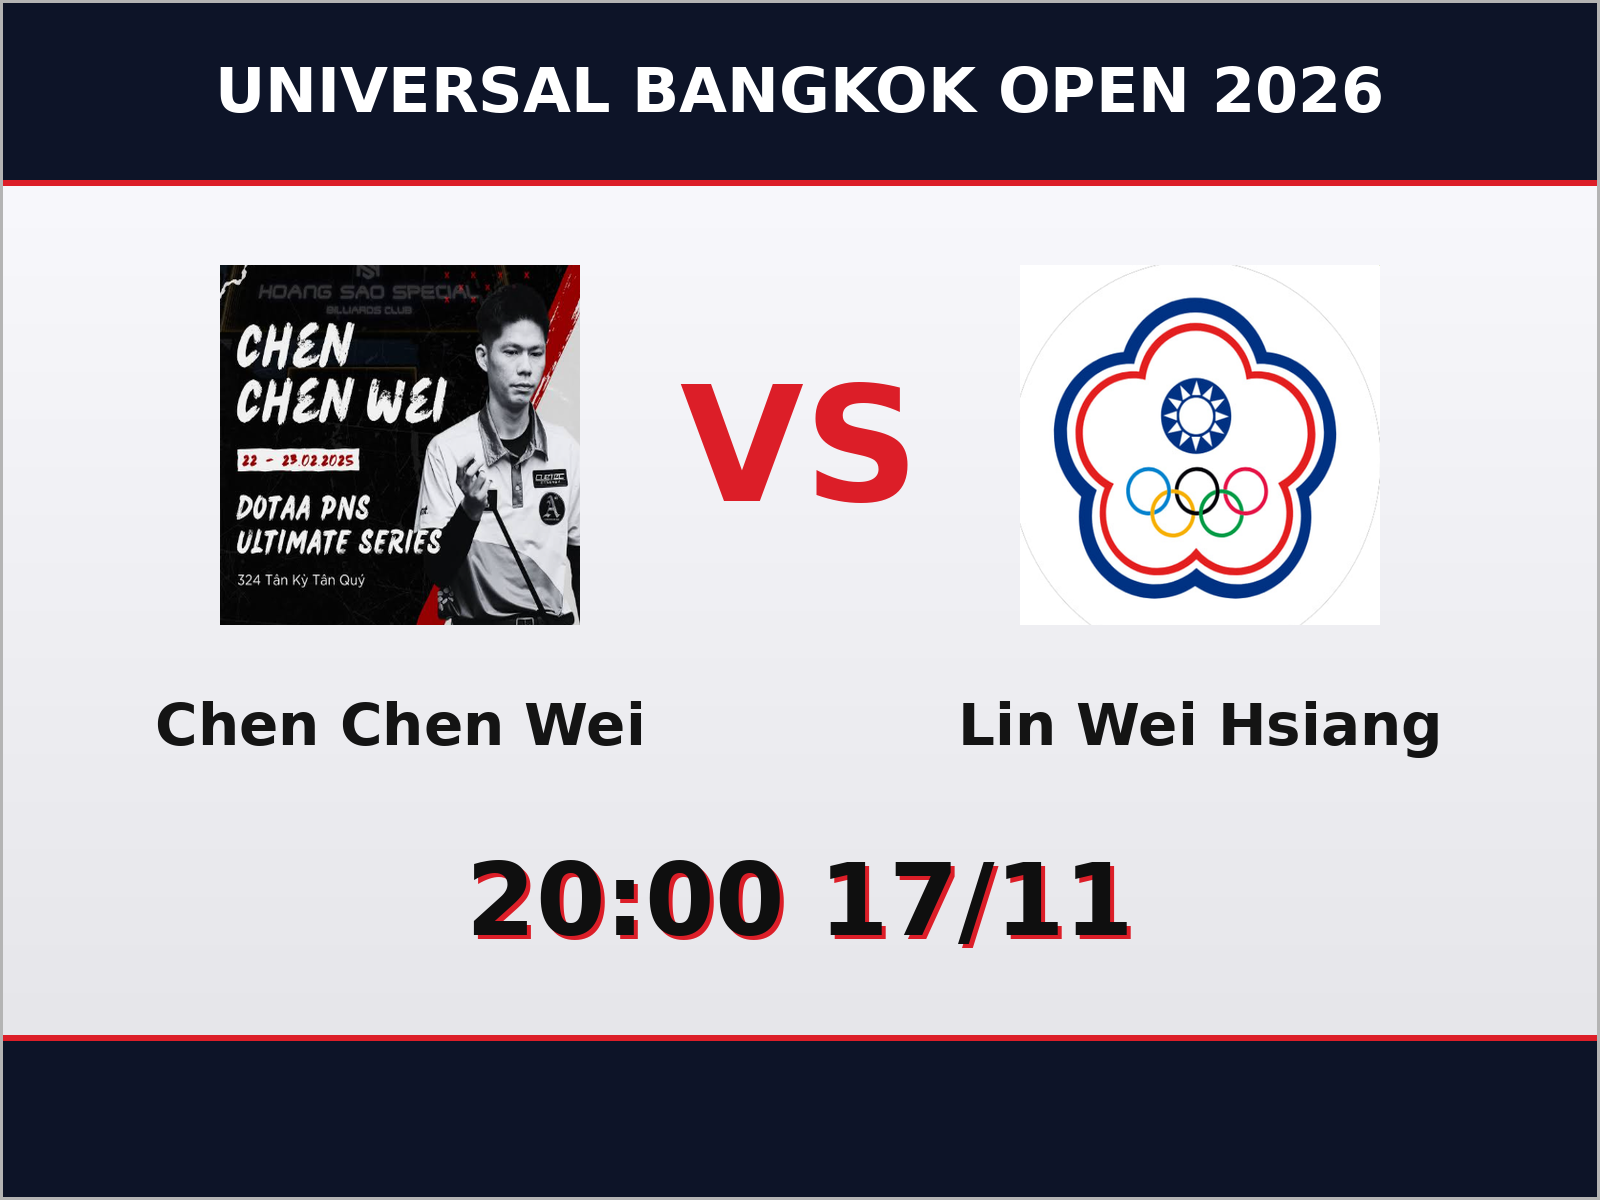 UNIVERSAL BANGKOK OPEN 2026
HOANG SAO SPECIAL
BILLIARDS CLUB
CHEN
CHEN WEI
22 - 23.02.2025
DOTAA PNS
ULTIMATE SERIES
324 Tân Kỳ Tân Quý
A
VS
Chen Chen Wei
Lin Wei Hsiang
20:00 17/11